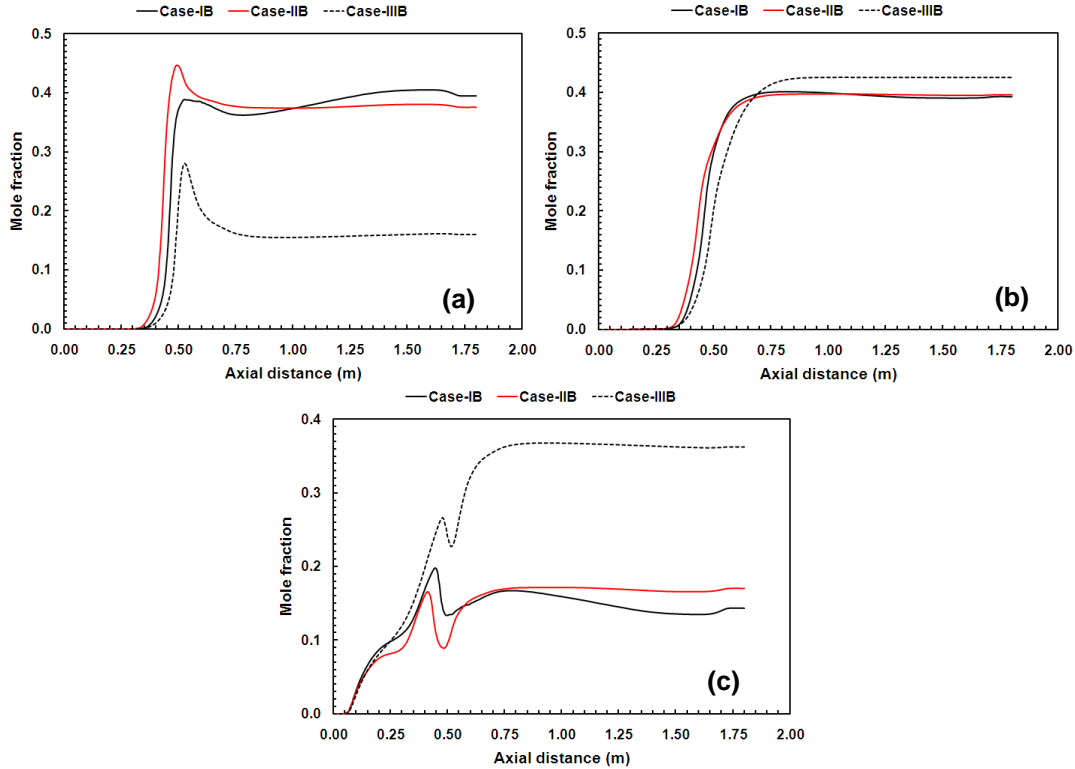 Case-IB Case-IIB Case-IIIB
0.5
0.4
0.3
0.2
0.1
0.0
Mole fraction
(a)
0.00 0.25 0.50 0.75 1.00 1.25 1.50 1.75 2.00
Axial distance (m)
Case-IB Case-IIB Case-IIIB
0.5
0.4
0.3
0.2
0.1
0.0
Mole fraction
(b)
0.00 0.25 0.50 0.75 1.00 1.25 1.50 1.75 2.00
Axial distance (m)
Case-IB Case-IIB Case-IIIB
0.4
0.3
0.2
0.1
0.0
Mole fraction
(c)
0.00 0.25 0.50 0.75 1.00 1.25 1.50 1.75 2.00
Axial distance (m)